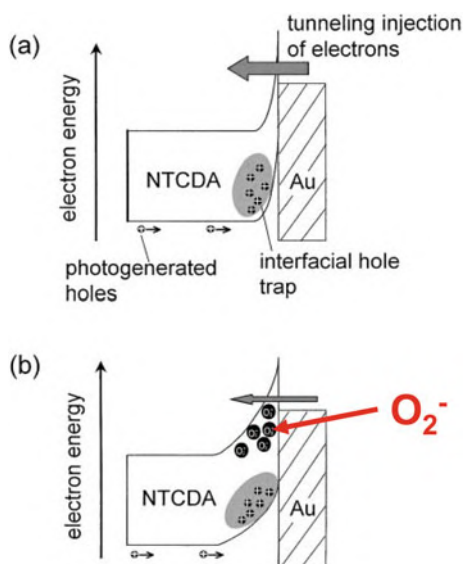 (a)
tunneling injection
of electrons
electron energy
NTCDA
Au
photogenerated
holes
interfacial hole
trap
(b)
O₂⁻
electron energy
NTCDA
Au